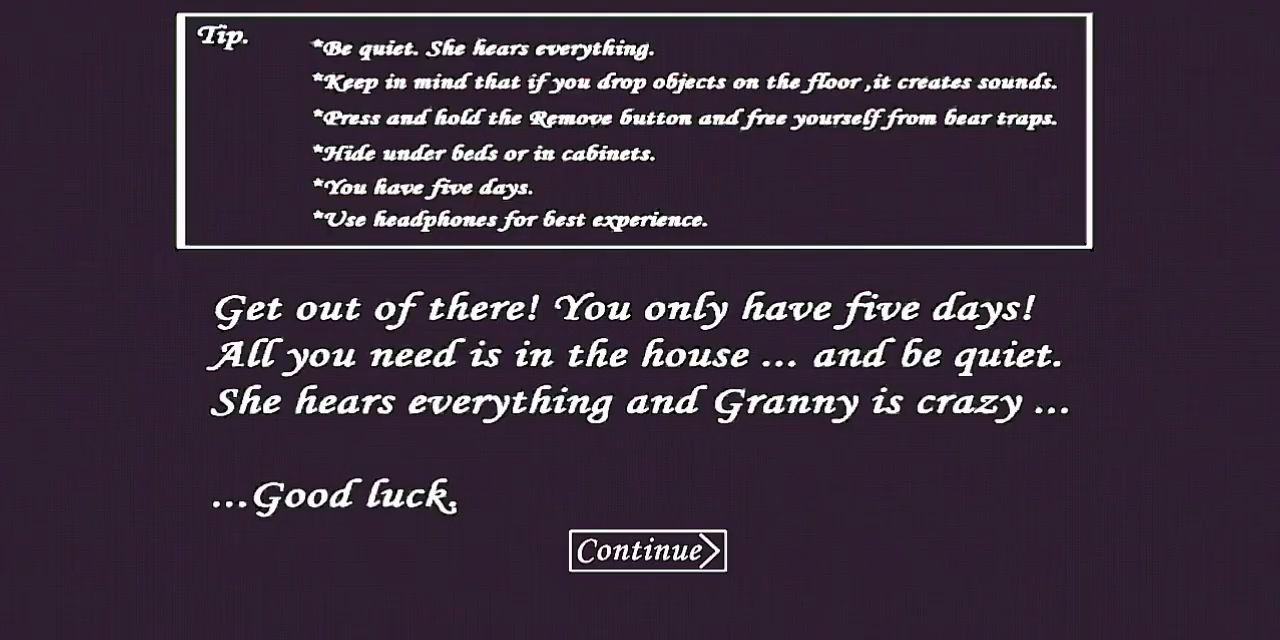 Tip.
*Be quiet. She hears everything.
*Keep in mind that if you drop objects on the floor ,it creates sounds.
*Press and hold the Remove button and free yourself from bear traps.
*Hide under beds or in cabinets.
*You have five days.
*Use headphones for best experience.
Get out of there! You only have five days!
All you need is in the house ... and be quiet.
She hears everything and Granny is crazy ...
...Good luck.
Continue>